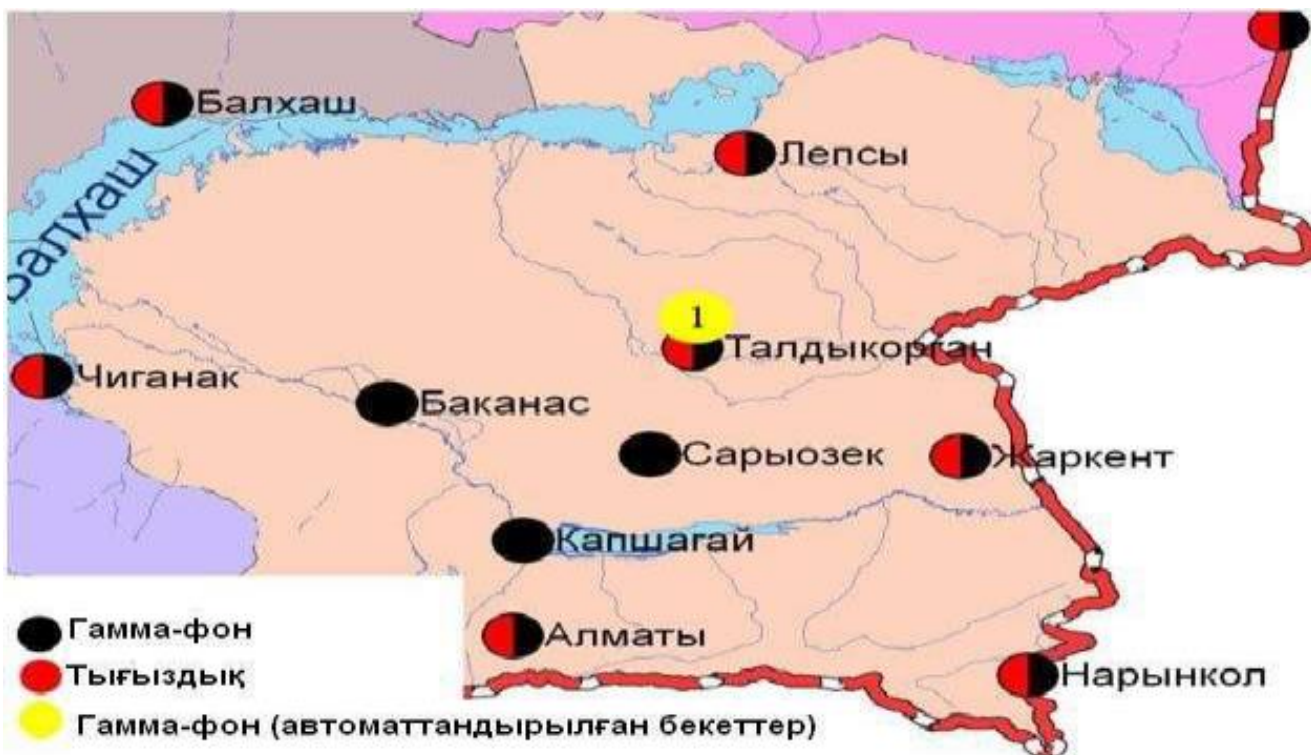 Балхаш
Лепсы
Балхаш
1
Талдыкорган
Чиганак
Баканас
Сарыозек
Жаркент
Капшагай
Алматы
Нарынкол
Гамма-фон
Тығыздық
Гамма-фон (автоматтандырылған бекеттер)